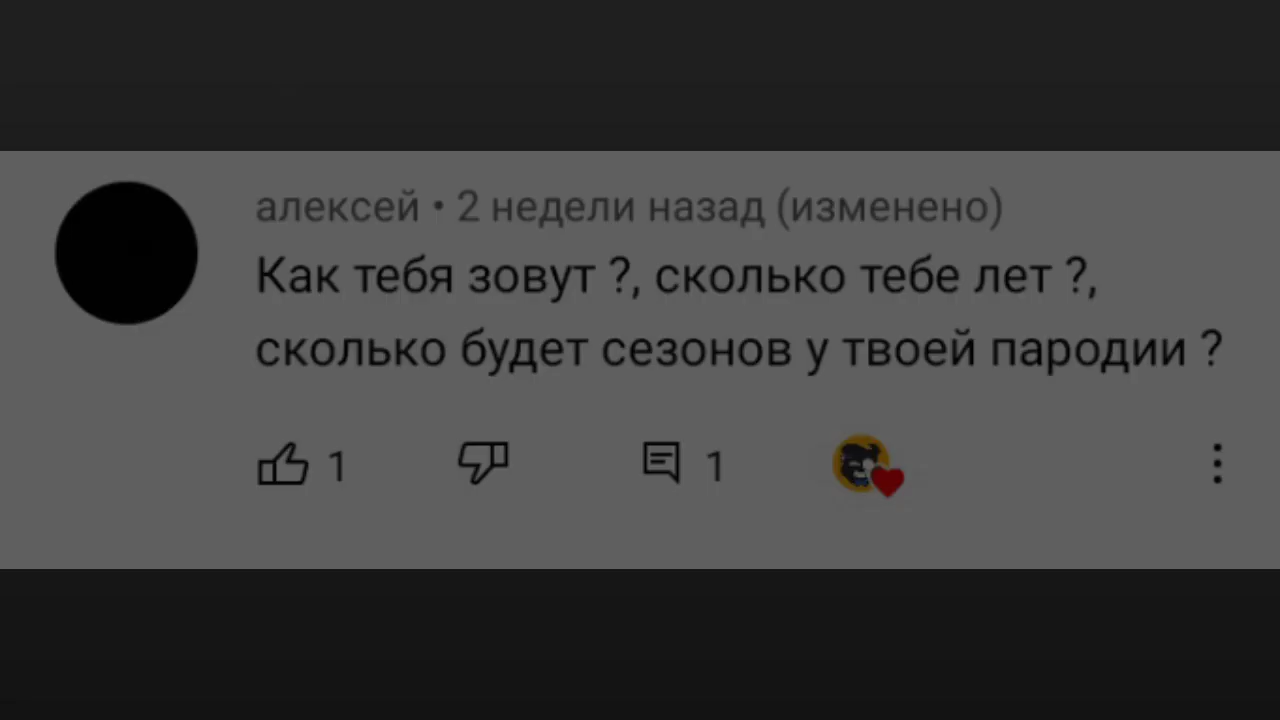 алексей • 2 недели назад (изменено)
Как тебя зовут ?, сколько тебе лет ?,
сколько будет сезонов у твоей пародии ?
1 1